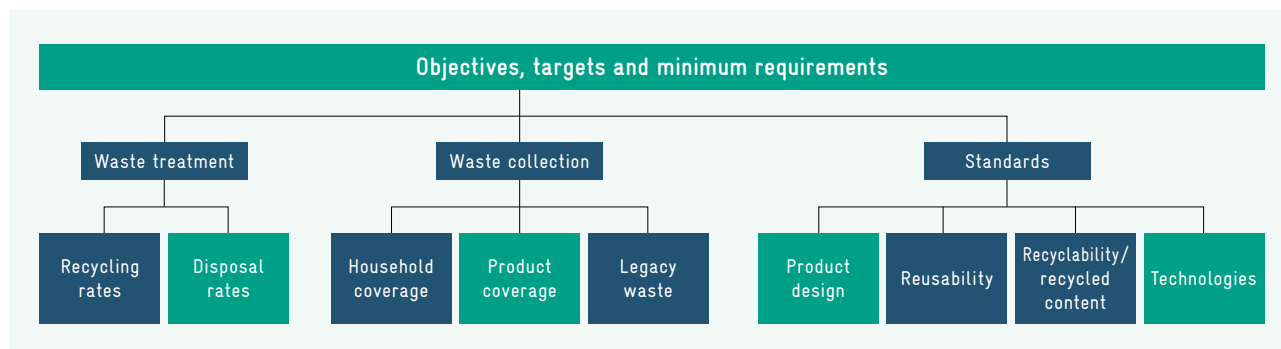 Objectives, targets and minimum requirements
Waste treatment
Waste collection
Standards
Recycling
rates
Disposal
rates
Household
coverage
Product
coverage
Legacy
waste
Product
design
Reusability
Recyclability/
recycled
content
Technologies